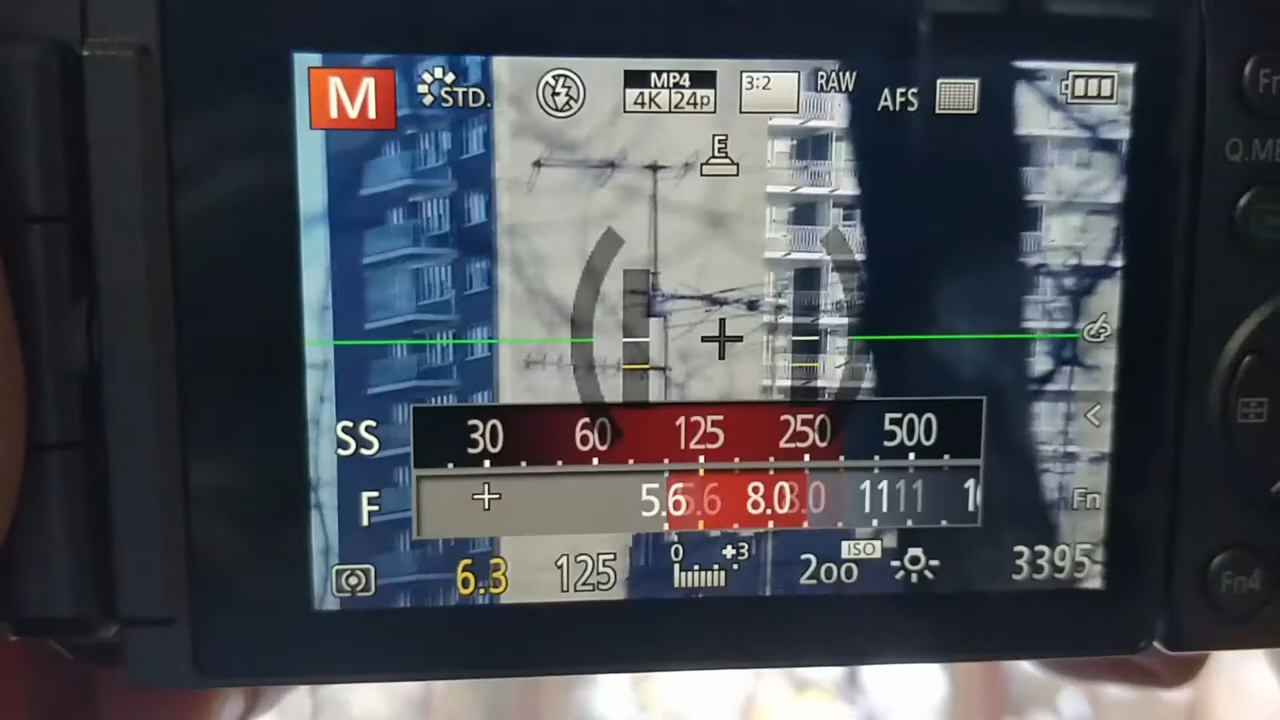 M STD. MP4 4K 24p 3:2 RAW AFS
E
Q.ME
SS 30 60 125 250 500
F + 5.6 8.0 11
Fn
6.3 125 0 +3 200 ISO 3395
Fn4